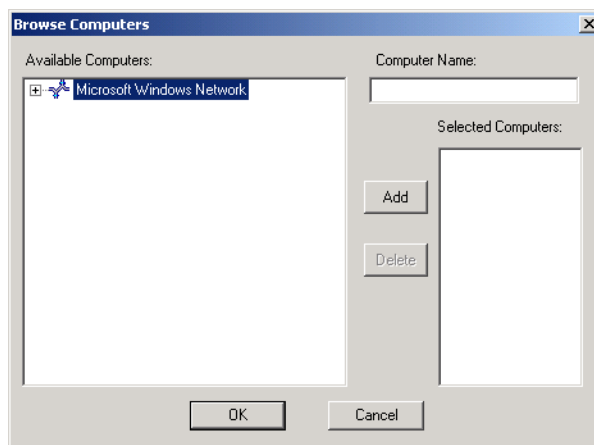 Browse Computers
Available Computers:
Computer Name:
Microsoft Windows Network
Selected Computers:
Add
Delete
OK
Cancel